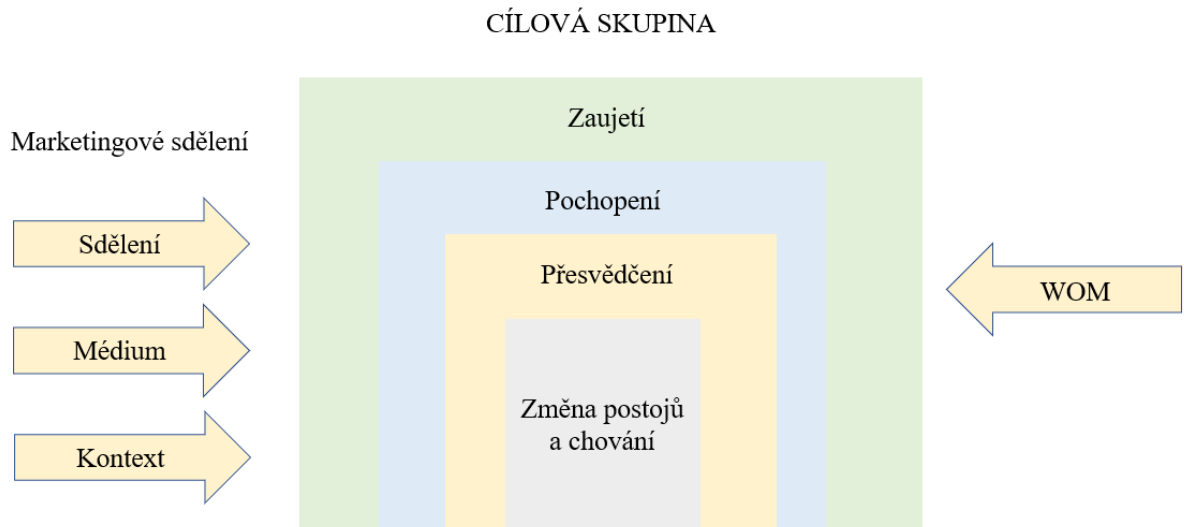 CÍLOVÁ SKUPINA
Zaujetí
Marketingové sdělení
Pochopení
Sdělení
Přesvědčení
WOM
Médium
Změna postojů
a chování
Kontext